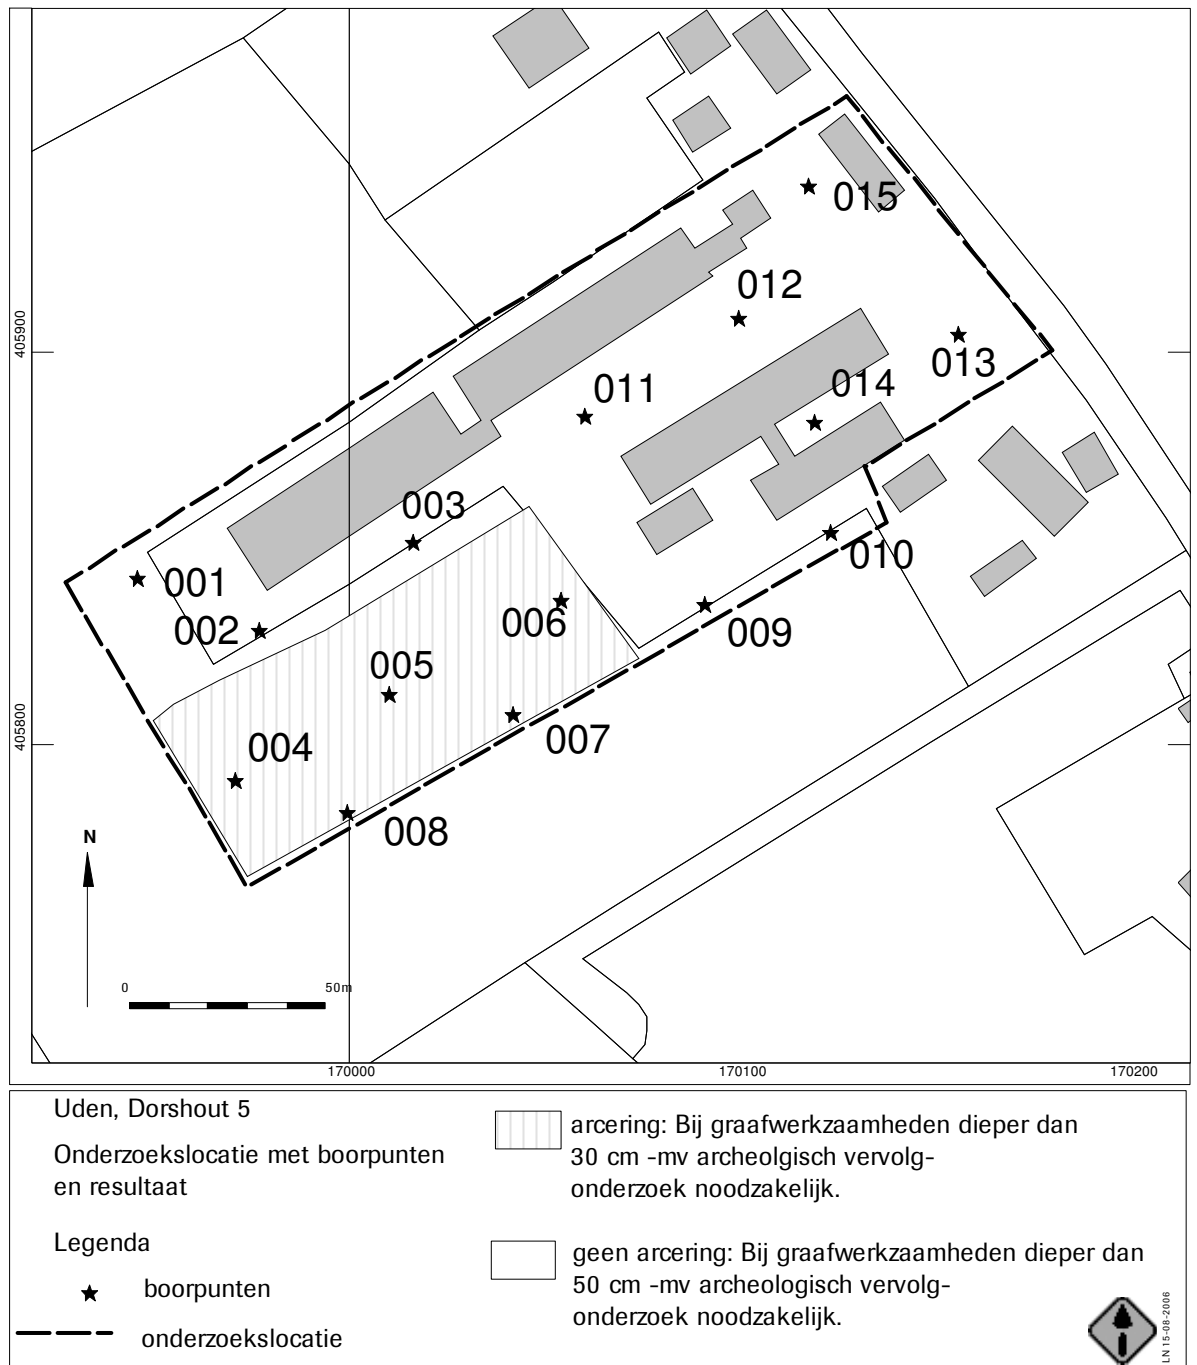 015
012
405900
013
014
011
003
001
010
002
006
009
005
007
004
405800
008
N
0 50m
170000 170100 170200
Uden, Dorshout 5
Onderzoekslocatie met boorpunten
en resultaat
Legenda
boorpunten
onderzoekslocatie
arcering: Bij graafwerkzaamheden dieper dan
30 cm -mv archeolgisch vervolg-
onderzoek noodzakelijk.
geen arcering: Bij graafwerkzaamheden dieper dan
50 cm -mv archeologisch vervolg-
onderzoek noodzakelijk.
LN 15-08-2006